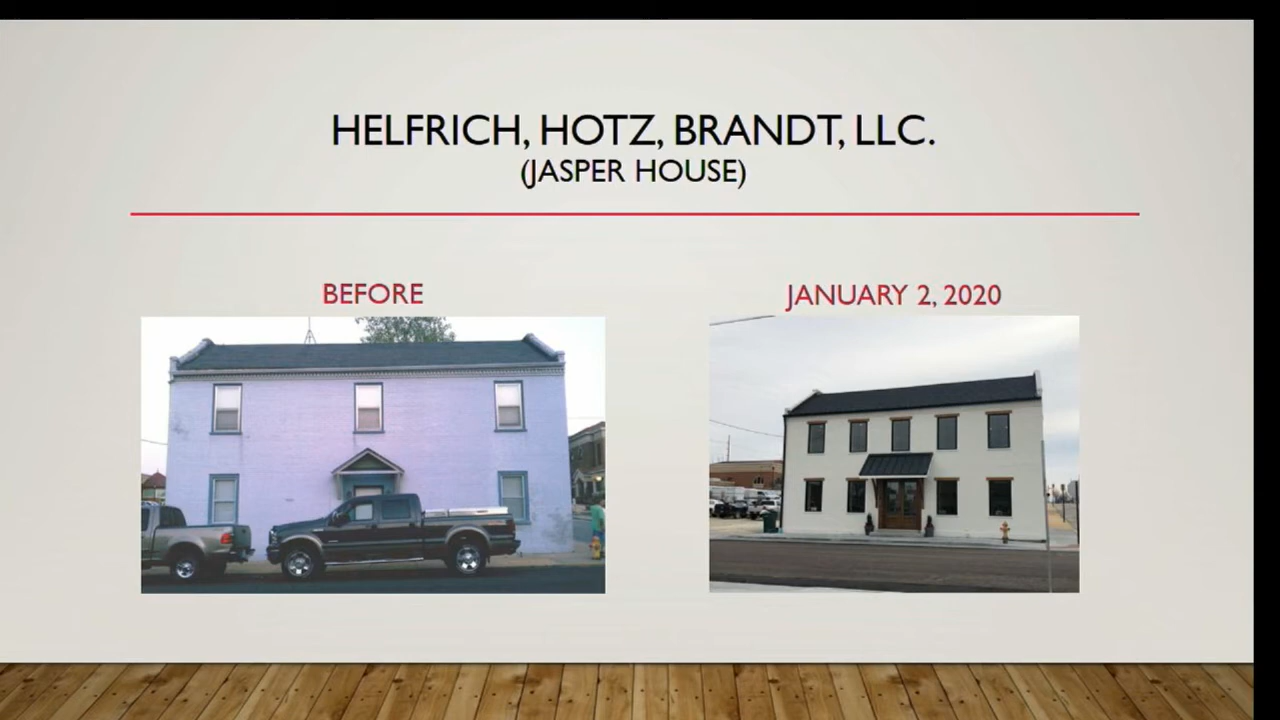 HELFRICH, HOTZ, BRANDT, LLC.
(JASPER HOUSE)
BEFORE
JANUARY 2, 2020